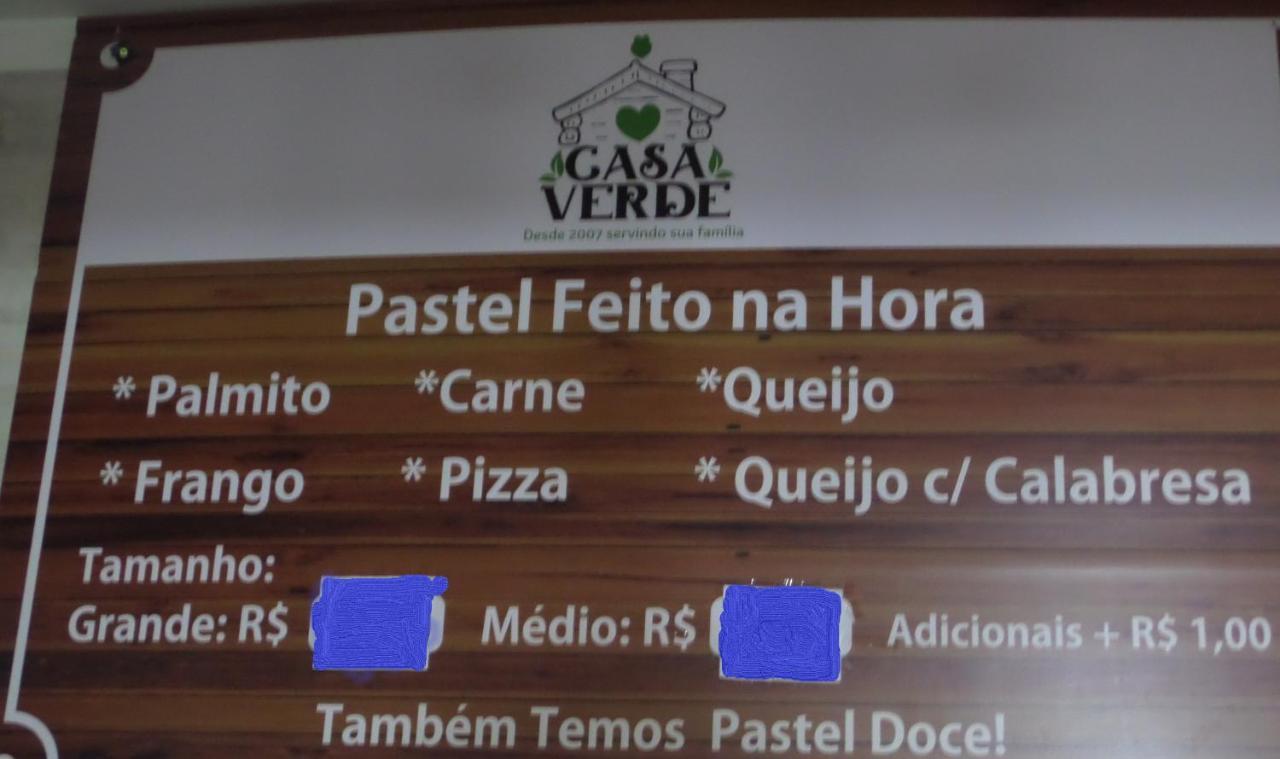 CASA
VERDE
Desde 2007 servindo sua família
Pastel Feito na Hora
* Palmito *Carne *Queijo
* Frango * Pizza * Queijo c/ Calabresa
Tamanho:
Grande: R$ Médio: R$ Adicionais + R$ 1,00
Também Temos Pastel Doce!